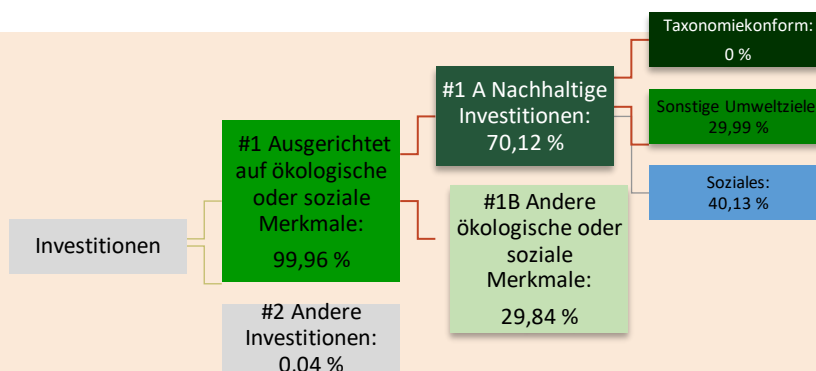 Investitionen
#1 Ausgerichtet
auf ökologische
oder soziale
Merkmale:
99,96 %
#2 Andere
Investitionen:
0,04 %
#1 A Nachhaltige
Investitionen:
70,12 %
#1B Andere
ökologische oder
soziale
Merkmale:
29,84 %
Taxonomiekonform:
0 %
Sonstige Umweltziele
29,99 %
Soziales:
40,13 %